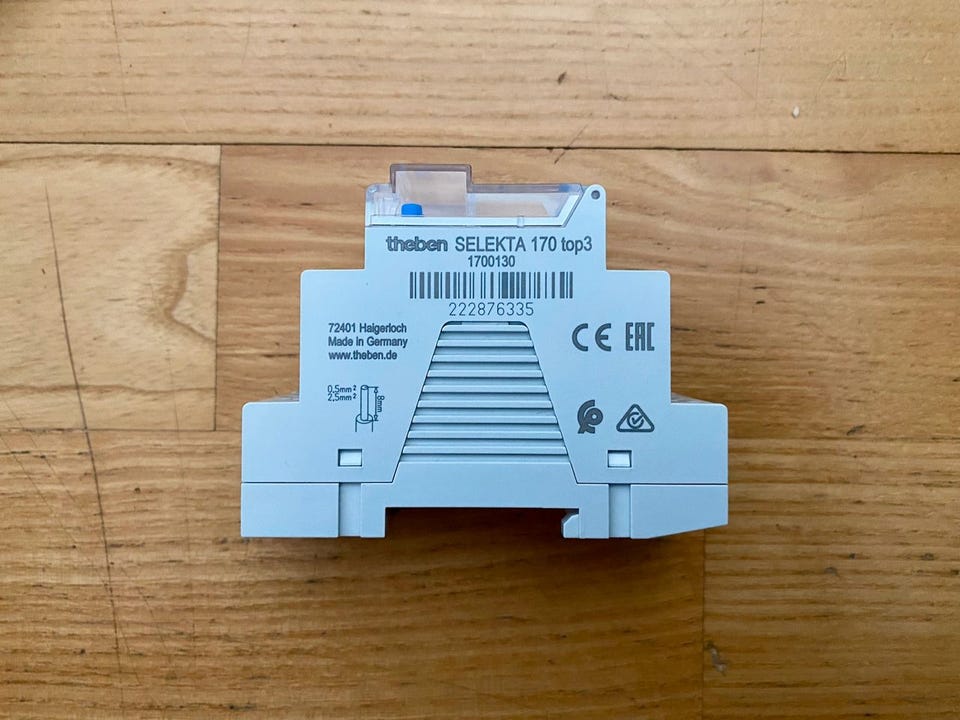 theben SELEKTA 170 top3
1700130
222876335
72401 Haigerloch
Made in Germany
www.theben.de
CE EAC
0,5mm²
2,5mm²
8mm